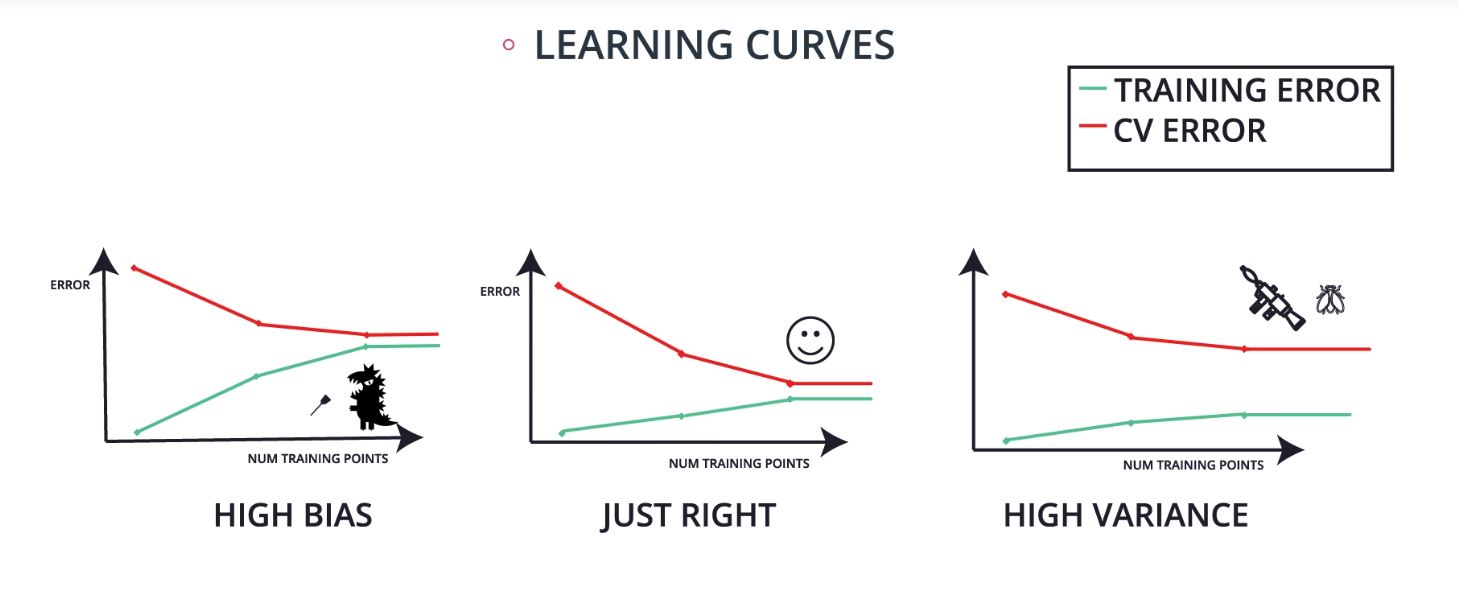 LEARNING CURVES
TRAINING ERROR
CV ERROR
ERROR
NUM TRAINING POINTS
HIGH BIAS
ERROR
NUM TRAINING POINTS
JUST RIGHT
NUM TRAINING POINTS
HIGH VARIANCE